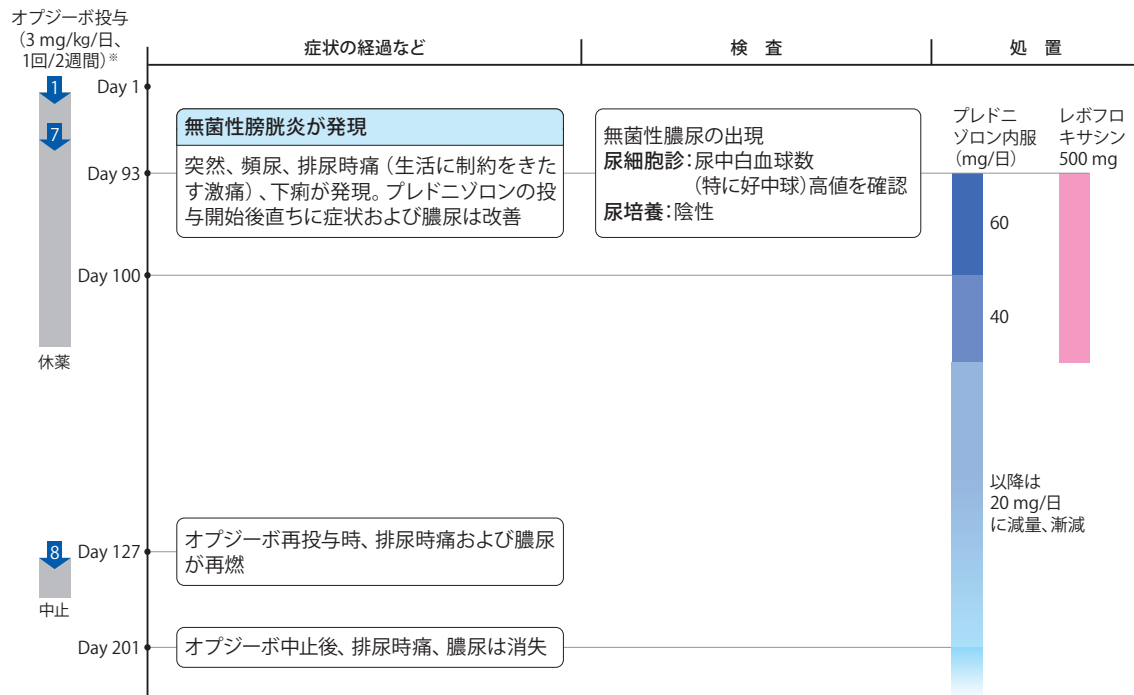 オプジーボ投与
（3 mg/kg/日、
1回/2週間）※
症状の経過など
検　査
処　置
1
Day 1
7
無菌性膀胱炎が発現
突然、頻尿、排尿時痛（生活に制約をきた
す激痛）、下痢が発現。プレドニゾロンの投
与開始後直ちに症状および膿尿は改善
無菌性膿尿の出現
尿細胞診：尿中白血球数
（特に好中球）高値を確認
尿培養：陰性
プレドニ
ゾロン内服
（mg/日）
レボフロ
キサシン
500 mg
Day 93
60
Day 100
40
休薬
以降は
20 mg/日
に減量、漸減
8
Day 127
オプジーボ再投与時、排尿時痛および膿尿
が再燃
中止
Day 201
オプジーボ中止後、排尿時痛、膿尿は消失